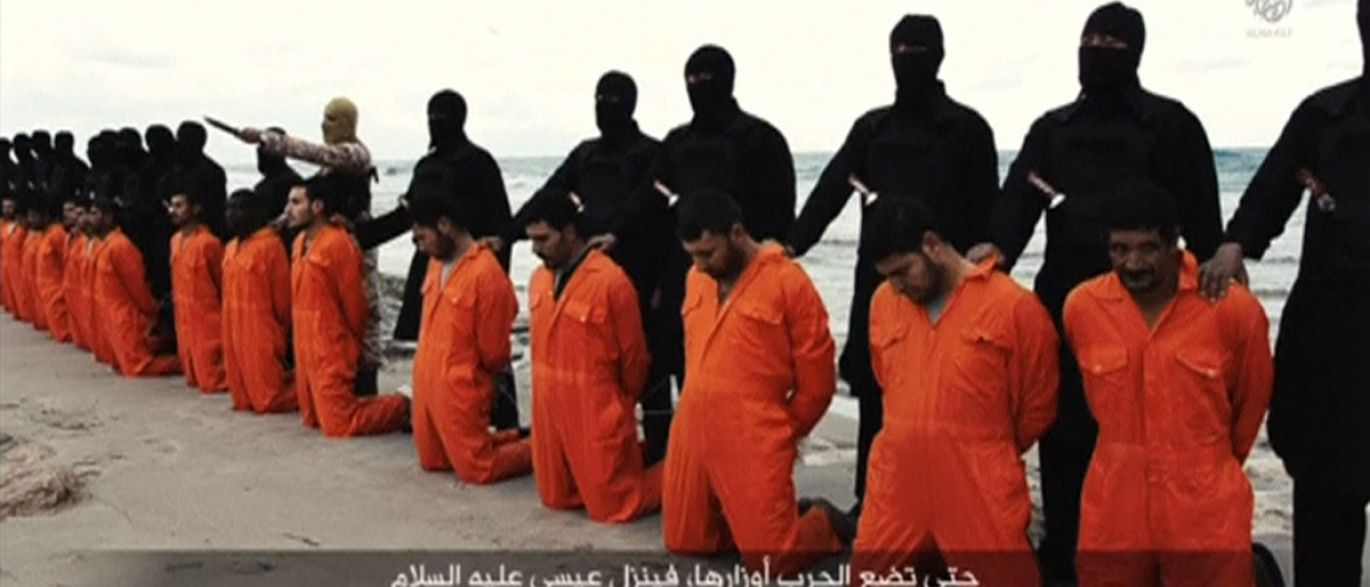 حتى تضع الحرب أوزارها، فينزل عيسى عليه السلام